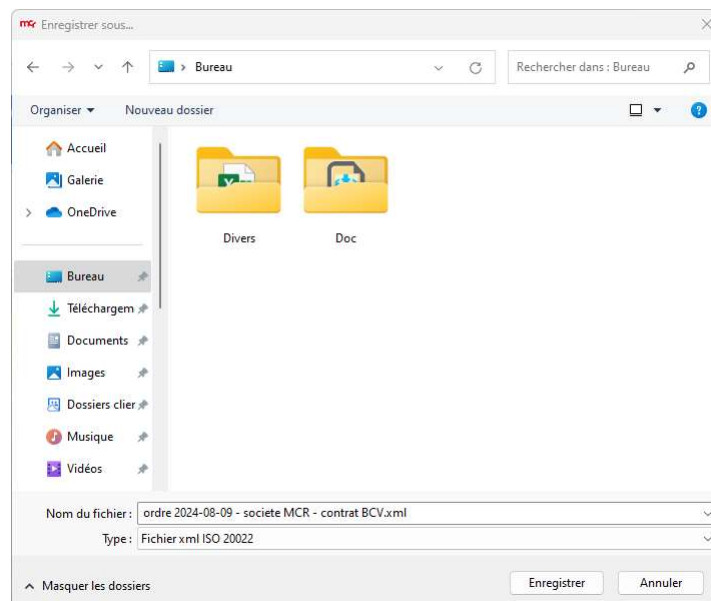 mcr Enregistrer sous...
Bureau
Rechercher dans : Bureau
Organiser
Nouveau dossier
Accueil
Galerie
OneDrive
Divers
Doc
Bureau
Téléchargem
Documents
Images
Dossiers clier
Musique
Vidéos
Nom du fichier : ordre 2024-08-09 - societe MCR - contrat BCV.xml
Type : Fichier xml ISO 20022
Masquer les dossiers
Enregistrer
Annuler